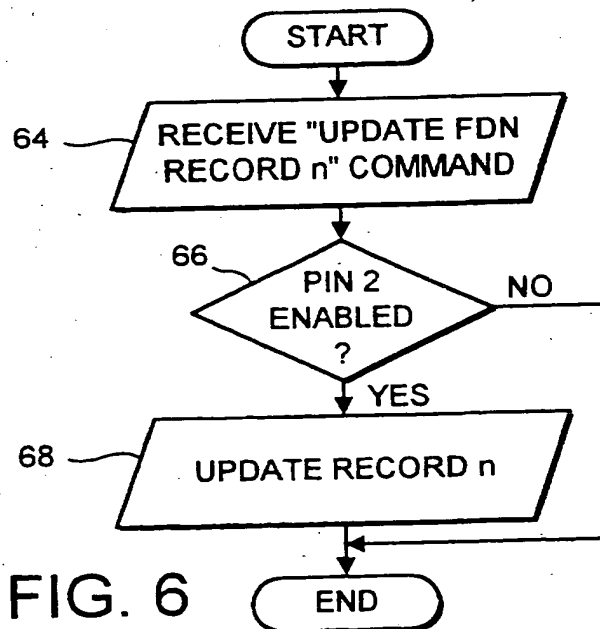 START
64
RECEIVE "UPDATE FDN
RECORD n" COMMAND
66
PIN 2
ENABLED
?
NO
YES
68
UPDATE RECORD n
FIG. 6
END